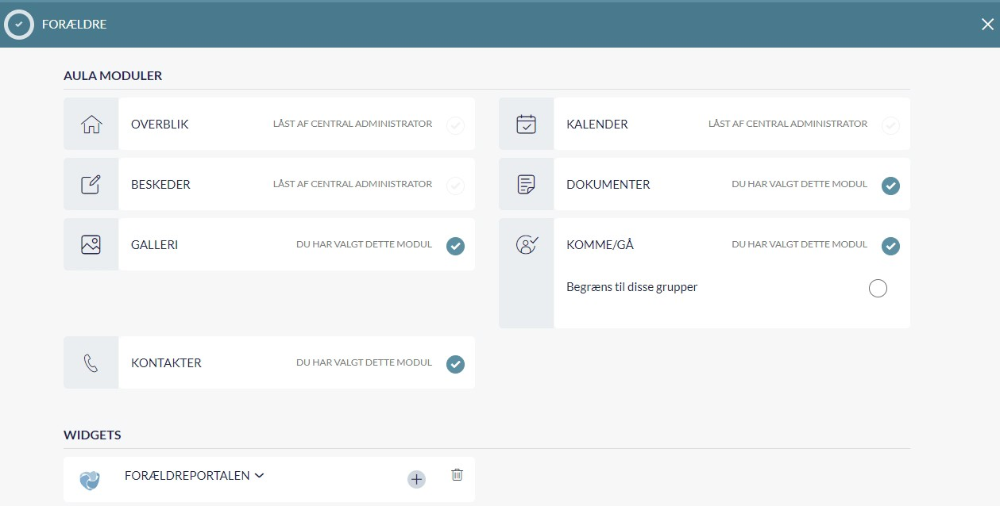 FORÆLDRE
AULA MODULER
OVERBLIK LÅST AF CENTRAL ADMINISTRATOR
KALENDER LÅST AF CENTRAL ADMINISTRATOR
BESKEDER LÅST AF CENTRAL ADMINISTRATOR
DOKUMENTER DU HAR VALGT DETTE MODUL
GALLERI DU HAR VALGT DETTE MODUL
KOMME/GÅ DU HAR VALGT DETTE MODUL
Begræns til disse grupper
KONTAKTER DU HAR VALGT DETTE MODUL
WIDGETS
FORÆLDREPORTALEN